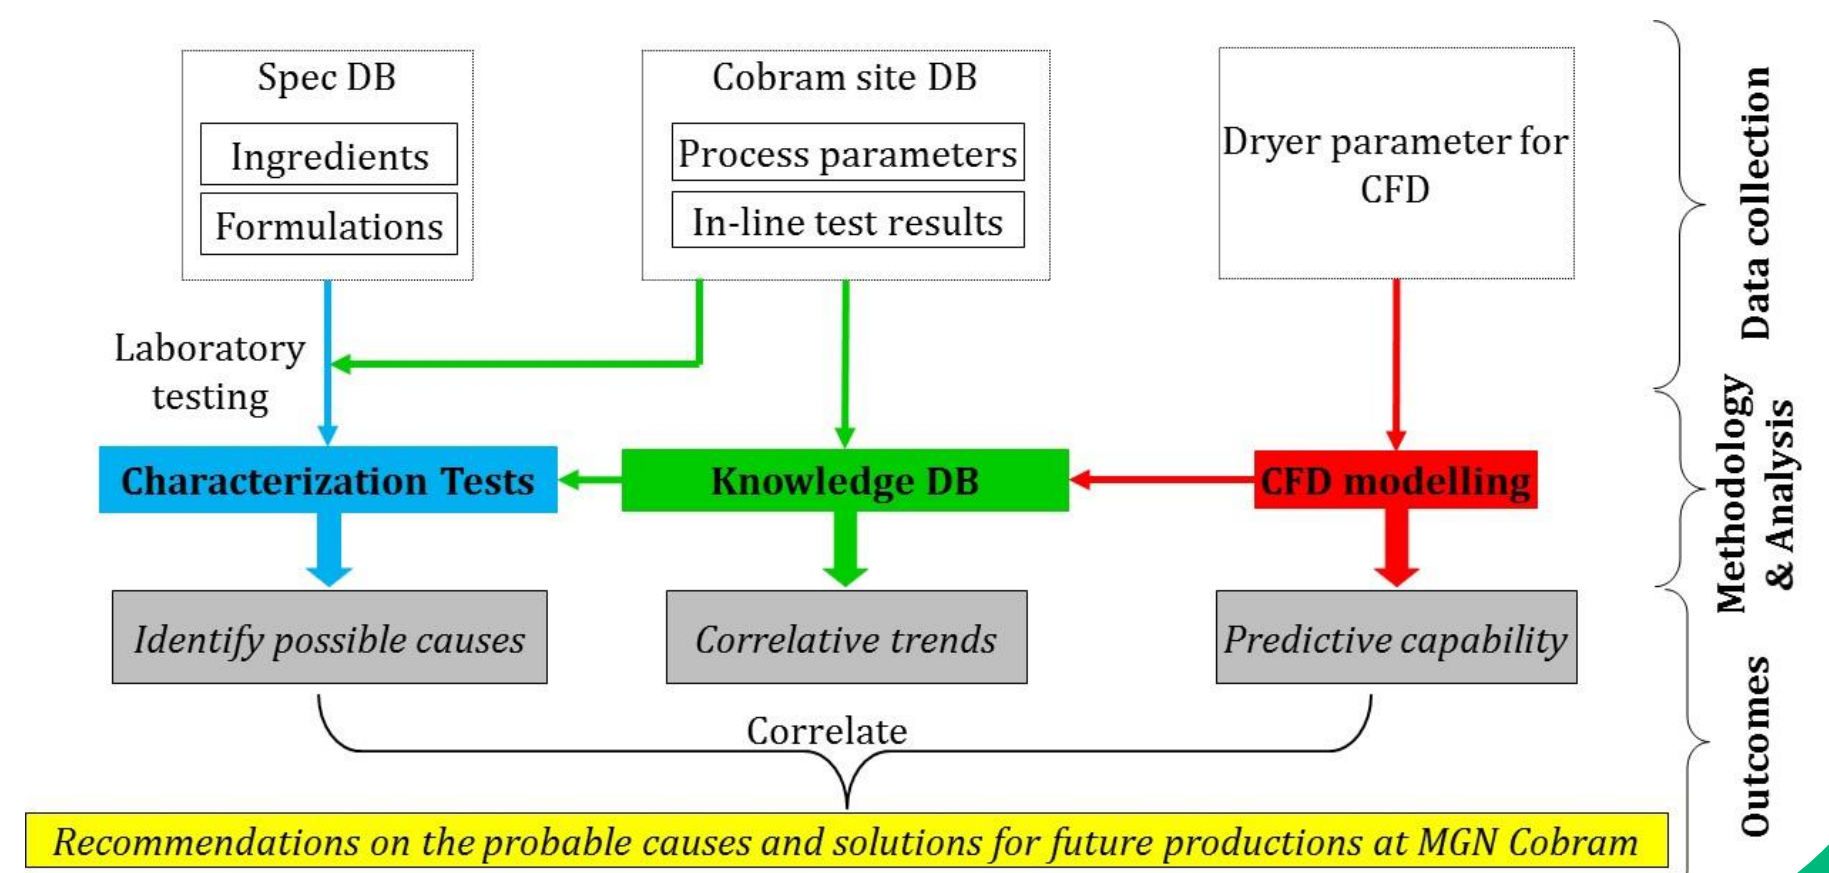 Spec DB
Ingredients
Formulations
Cobram site DB
Process parameters
In-line test results
Dryer parameter for
CFD
Data collection
Laboratory
testing
Characterization Tests
Knowledge DB
CFD modelling
Methodology
& Analysis
Identify possible causes
Correlative trends
Predictive capability
Correlate
Outcomes
Recommendations on the probable causes and solutions for future productions at MGN Cobram